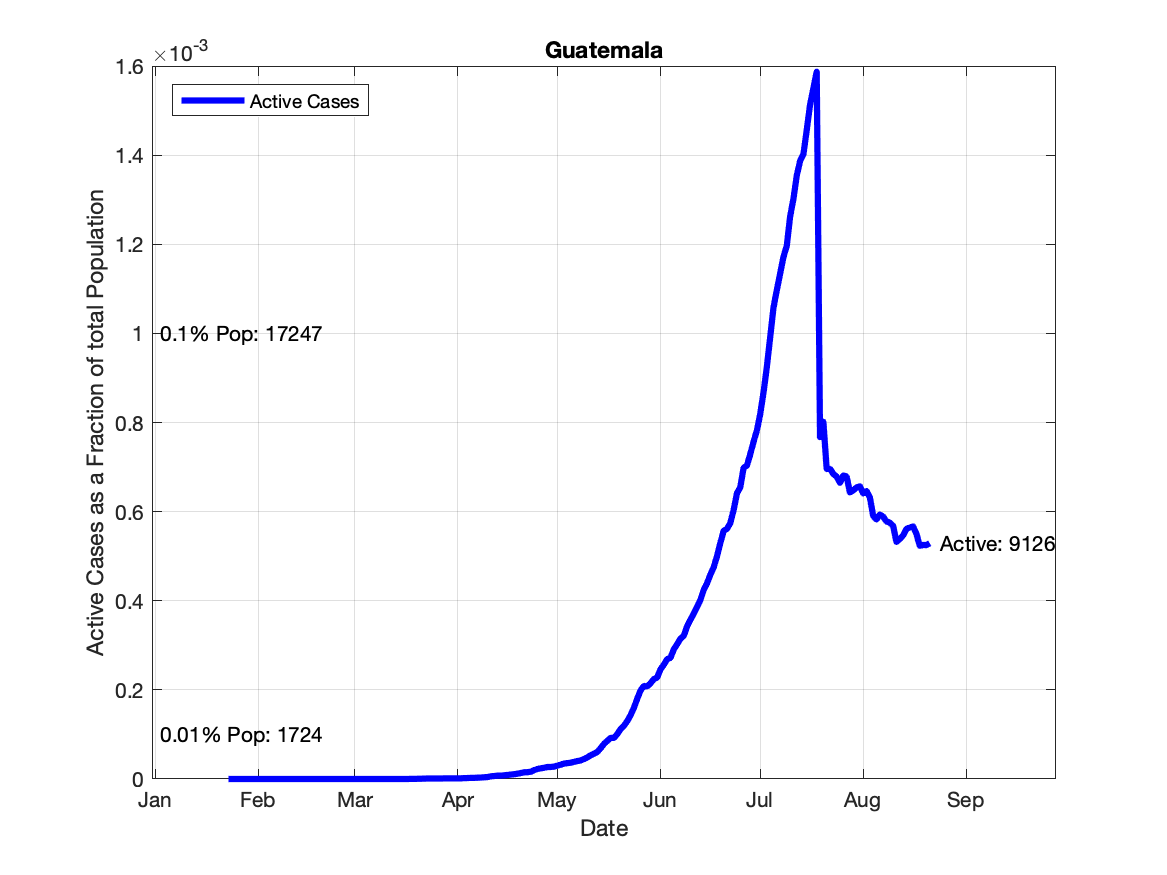 Guatemala
×10-3
1.6
1.4
1.2
1
0.8
0.6
0.4
0.2
0
Active Cases
0.1% Pop: 17247
0.01% Pop: 1724
Active: 9126
Active Cases as a Fraction of total Population
Jan Feb Mar Apr May Jun Jul Aug Sep
Date